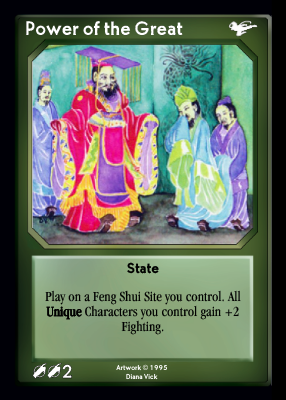 Power of the Great
State
Play on a Feng Shui Site you control. All
Unique Characters you control gain +2
Fighting.
2
Artwork © 1995
Diana Vick